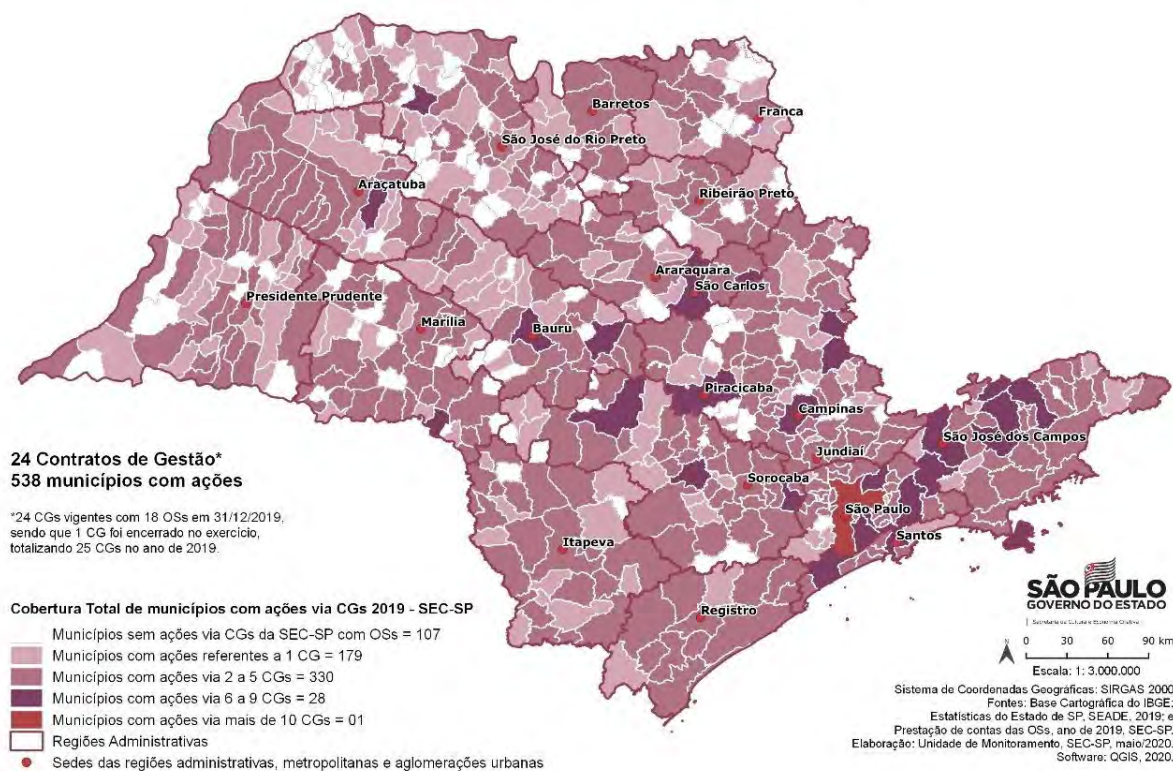 Barretos
Franca
São José do Rio Preto
Araçatuba
Ribeirão Preto
Araraquara
São Carlos
Presidente Prudente
Marília
Bauru
Piracicaba
Campinas
São José dos Campos
Jundiaí
Sorocaba
São Paulo
Santos
Itapeva
Registro
24 Contratos de Gestão*
538 municípios com ações
*24 CGs vigentes com 18 OSs em 31/12/2019,
sendo que 1 CG foi encerrado no exercício,
totalizando 25 CGs no ano de 2019.
Cobertura Total de municípios com ações via CGs 2019 - SEC-SP
Municípios sem ações via CGs da SEC-SP com OSs = 107
Municípios com ações referentes a 1 CG = 179
Municípios com ações via 2 a 5 CGs = 330
Municípios com ações via 6 a 9 CGs = 28
Municípios com ações via mais de 10 CGs = 01
Regiões Administrativas
Sedes das regiões administrativas, metropolitanas e aglomerações urbanas
SÃO PAULO
GOVERNO DO ESTADO
Secretaria de Cultura e Economia Criativa
N
0 30 60 90 km
Escala: 1: 3.000.000
Sistema de Coordenadas Geográficas: SIRGAS 2000
Fontes: Base Cartográfica do IBGE;
Estatísticas do Estado de SP, SEADE, 2019; e
Prestação de contas das OSs, ano de 2019, SEC-SP.
Elaboração: Unidade de Monitoramento, SEC-SP, maio/2020.
Software: QGIS, 2020.